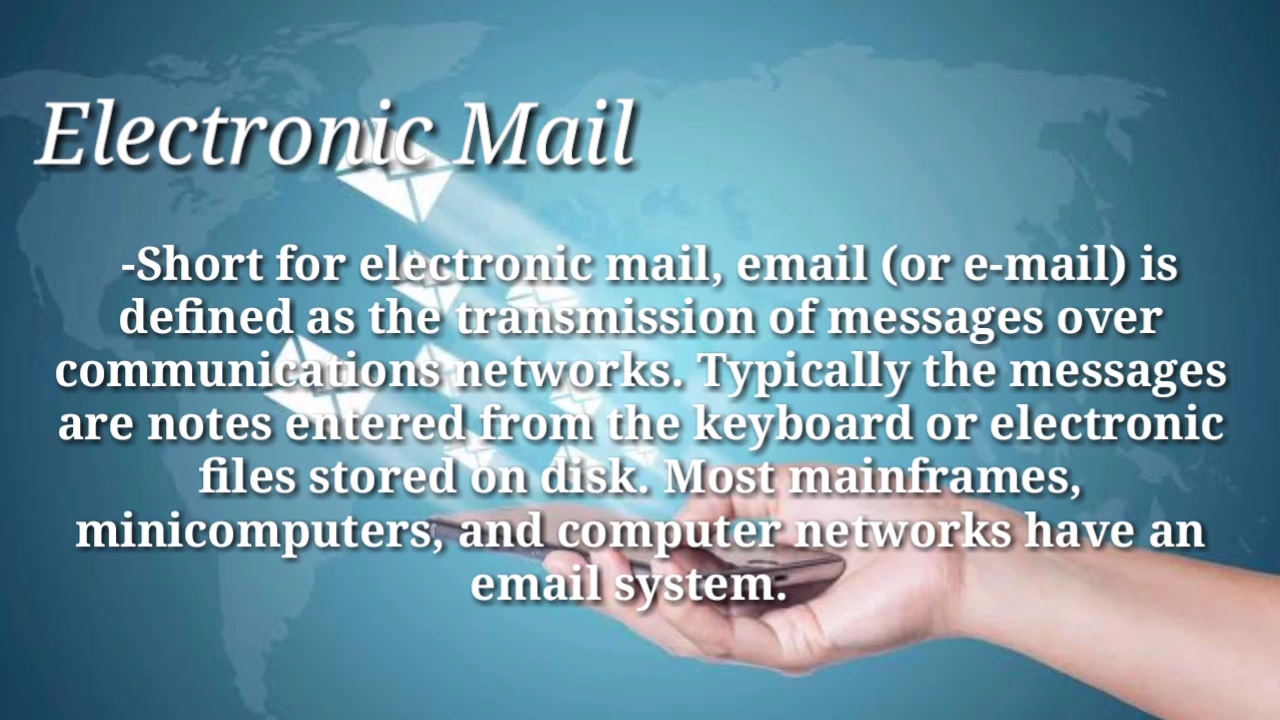 Electronic Mail
-Short for electronic mail, email (or e-mail) is
defined as the transmission of messages over
communications networks. Typically the messages
are notes entered from the keyboard or electronic
files stored on disk. Most mainframes,
minicomputers, and computer networks have an
email system.